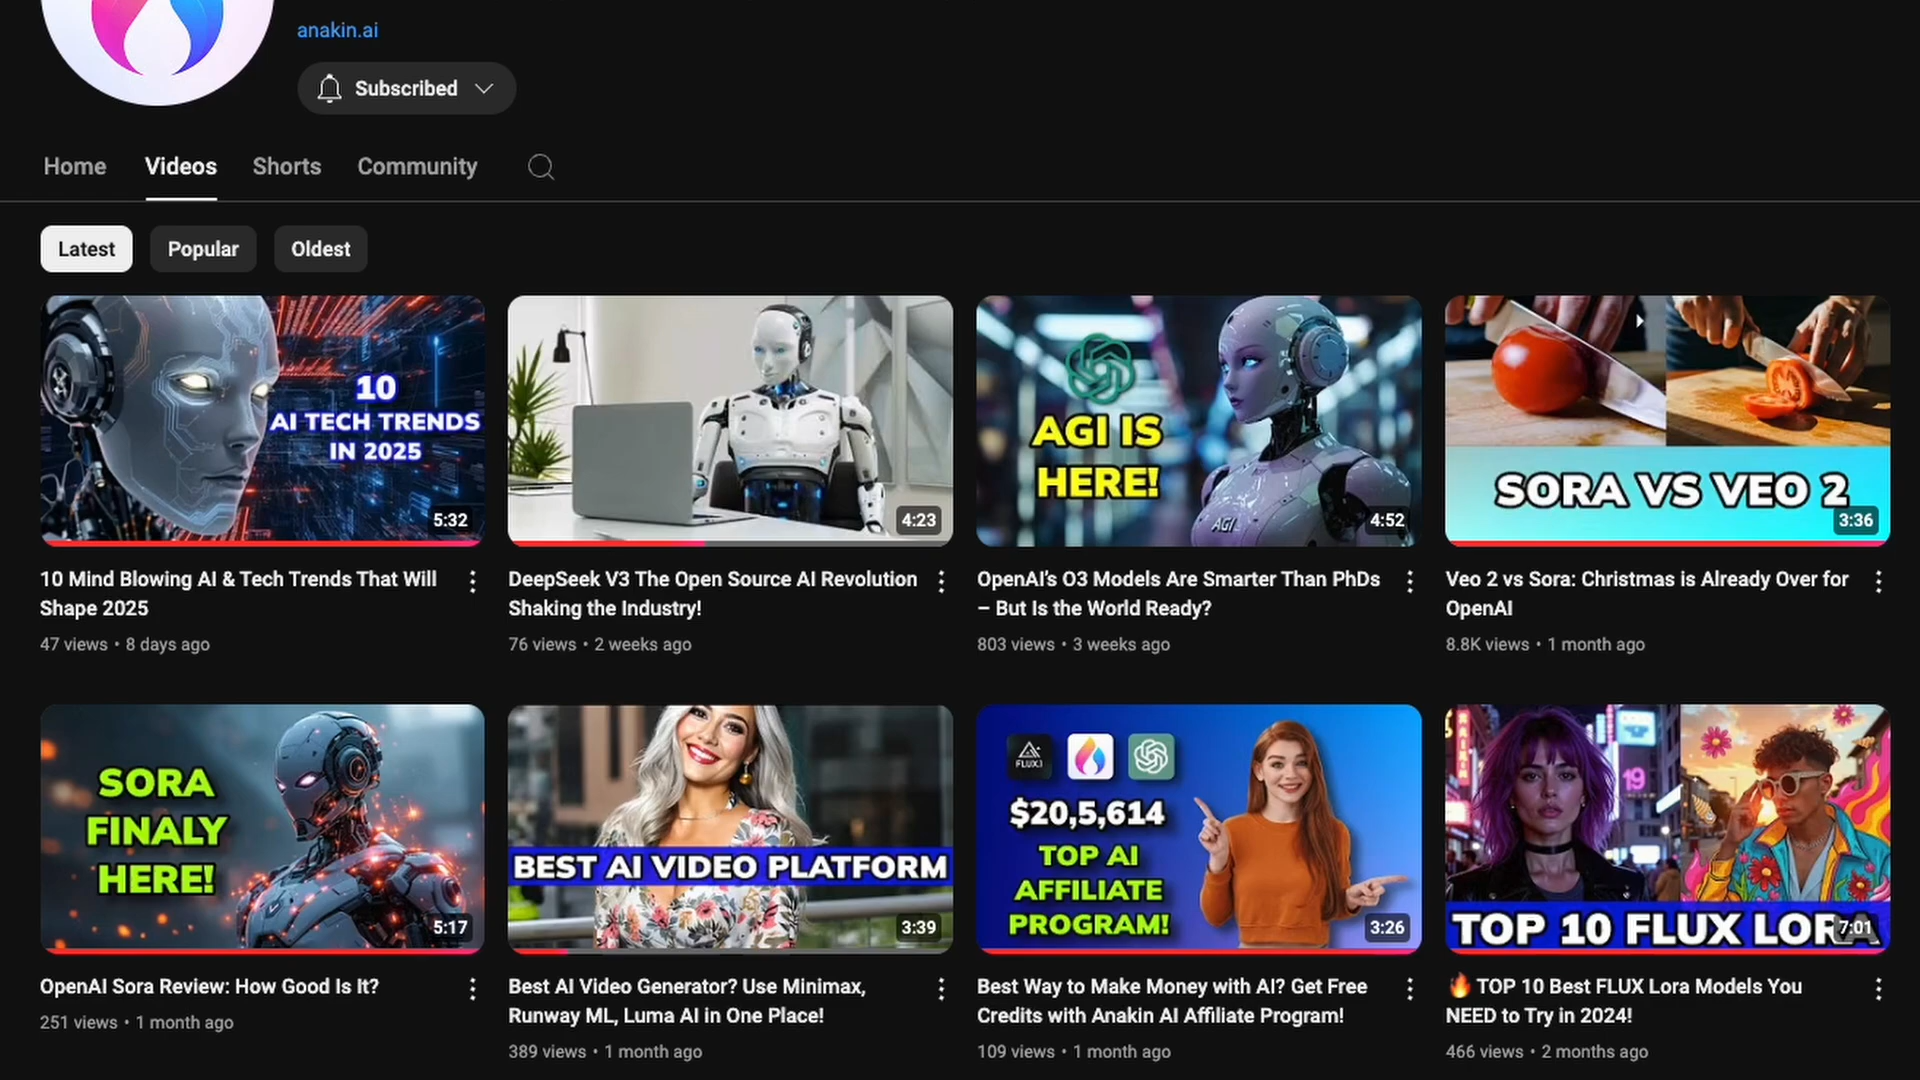 anakin.ai
Subscribed
Home Videos Shorts Community
Latest Popular Oldest
10
AI TECH TRENDS
IN 2025
5:32
4:23
AGI IS
HERE!
AGI
4:52
SORA VS VEO 2
3:36
10 Mind Blowing AI & Tech Trends That Will
Shape 2025
47 views • 8 days ago
DeepSeek V3 The Open Source AI Revolution
Shaking the Industry!
76 views • 2 weeks ago
OpenAI's O3 Models Are Smarter Than PhDs
– But Is the World Ready?
803 views • 3 weeks ago
Veo 2 vs Sora: Christmas is Already Over for
OpenAI
8.8K views • 1 month ago
SORA
FINALY
HERE!
5:17
BEST AI VIDEO PLATFORM
3:39
FLUX.1
$20,5,614
TOP AI
AFFILIATE
PROGRAM!
3:26
19
TOP 10 FLUX LORA
7:01
OpenAI Sora Review: How Good Is It?
251 views • 1 month ago
Best AI Video Generator? Use Minimax,
Runway ML, Luma AI in One Place!
389 views • 1 month ago
Best Way to Make Money with AI? Get Free
Credits with Anakin AI Affiliate Program!
109 views • 1 month ago
🔥 TOP 10 Best FLUX Lora Models You
NEED to Try in 2024!
466 views • 2 months ago